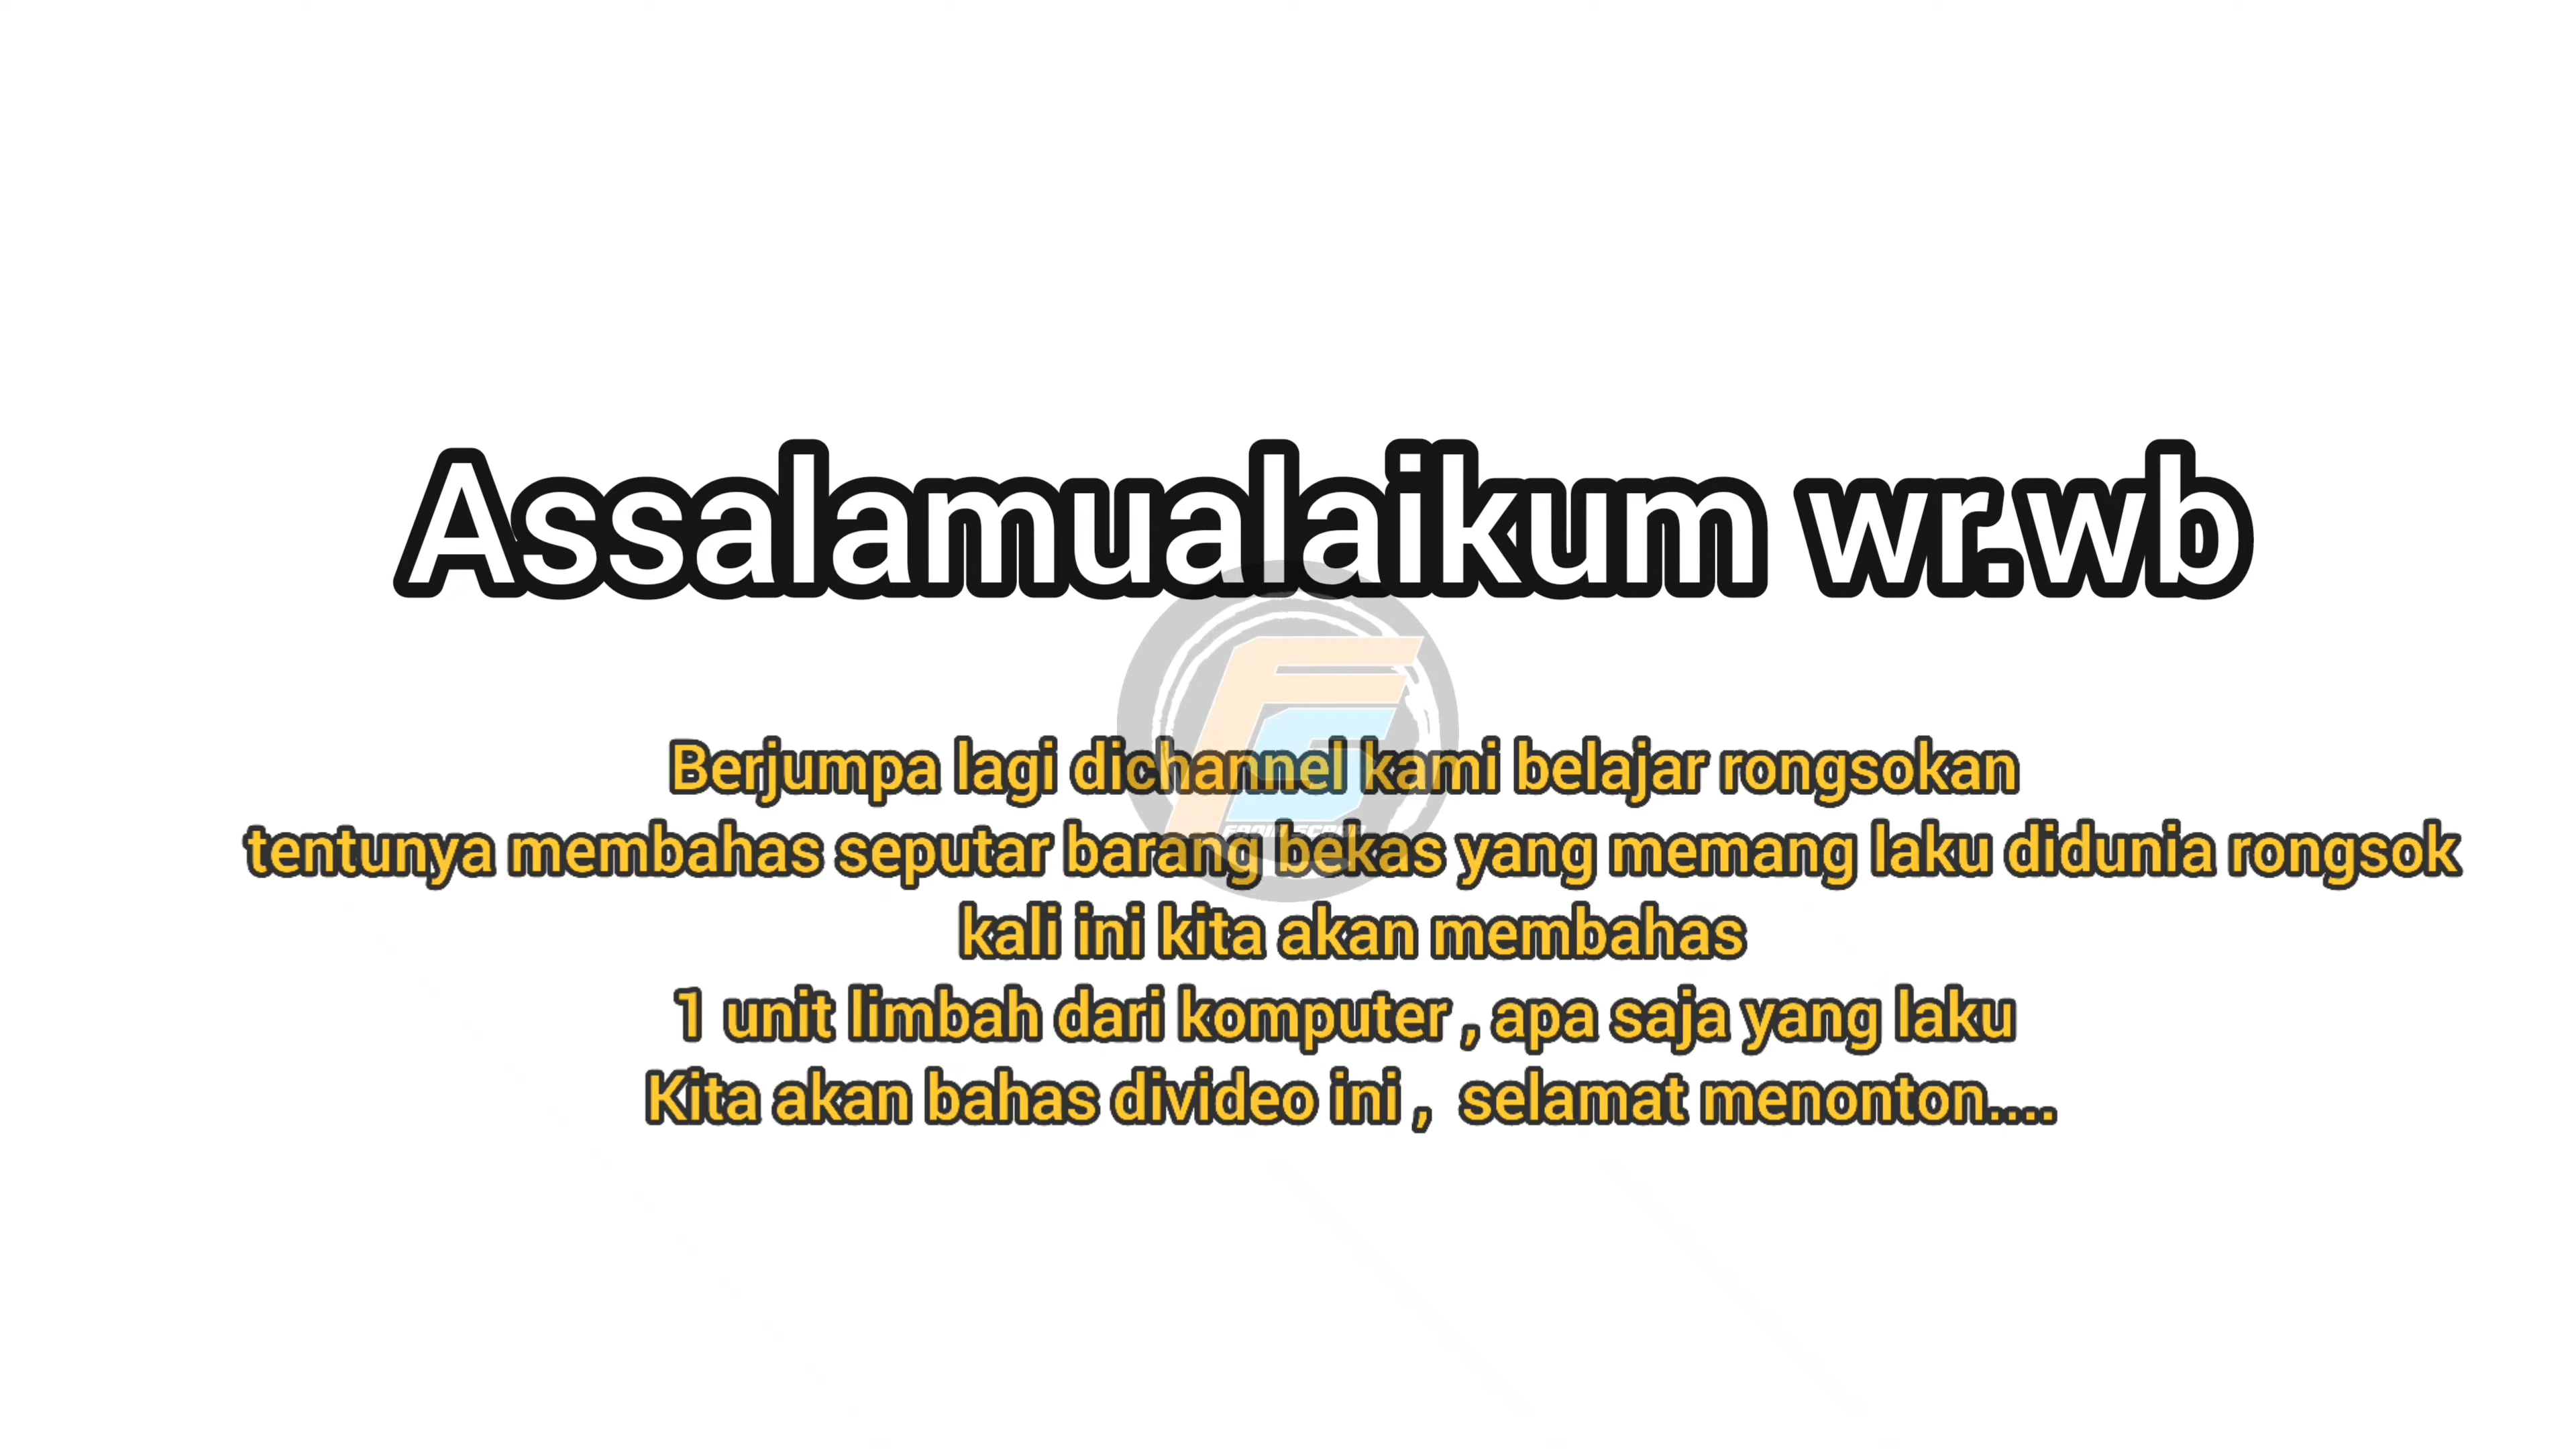 Assalamualaikum wr.wb
Berjumpa lagi dichannel kami belajar rongsokan
tentunya membahas seputar barang bekas yang memang laku didunia rongsok
kali ini kita akan membahas
1 unit limbah dari komputer , apa saja yang laku
Kita akan bahas divideo ini , selamat menonton....